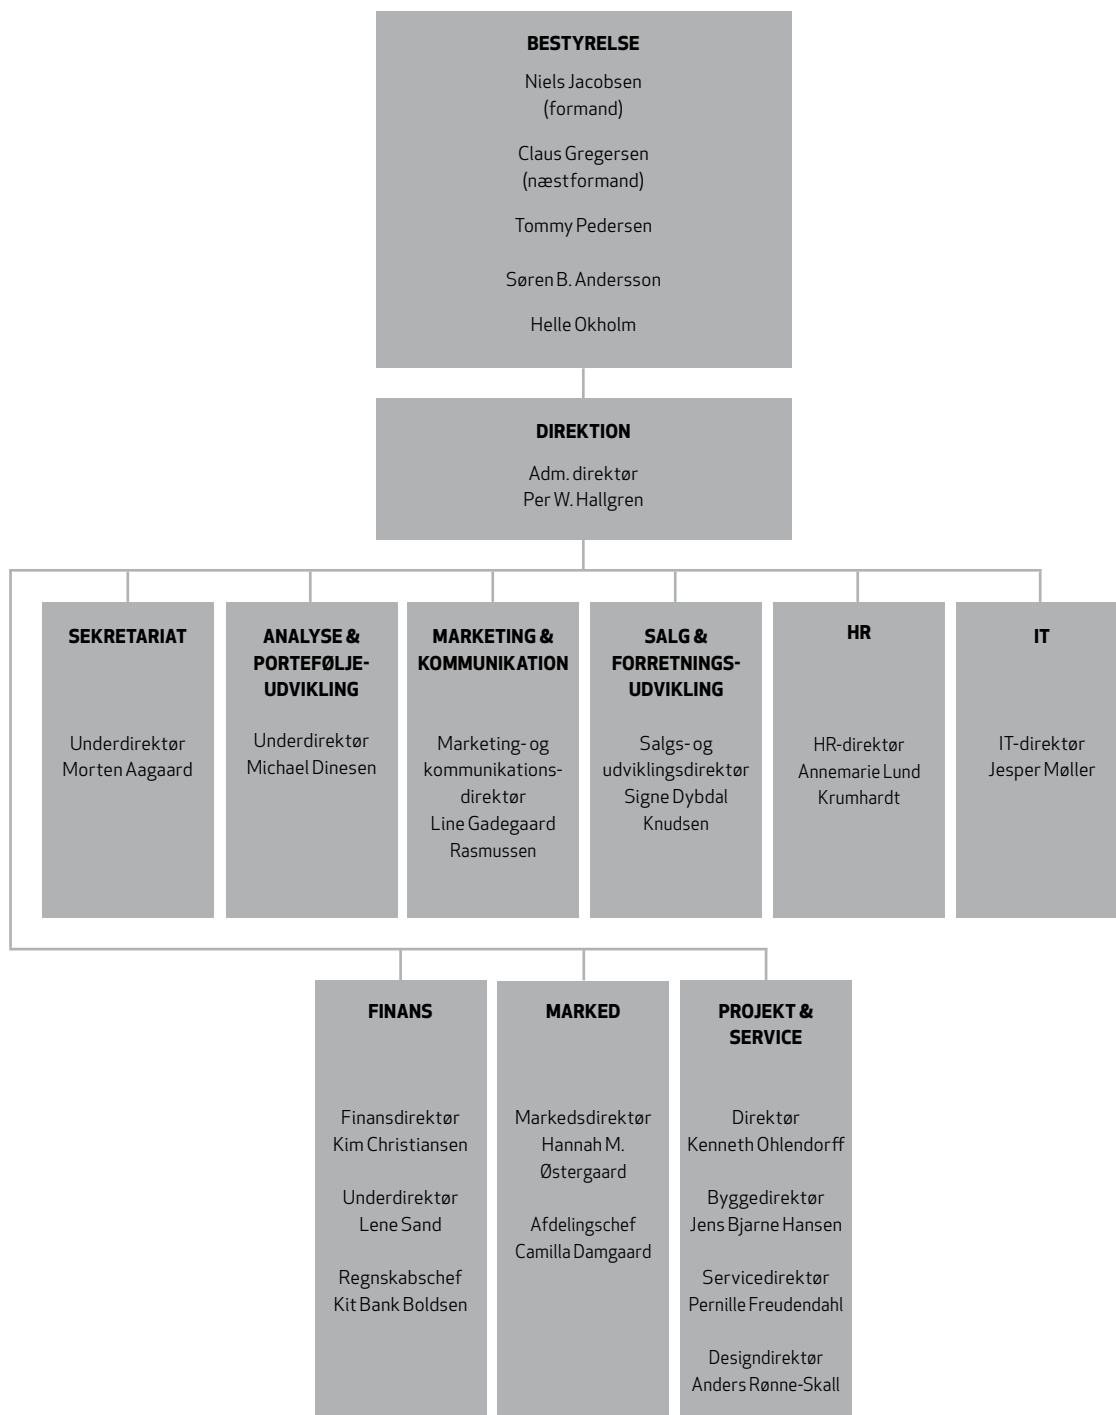 BESTYRELSE
Niels Jacobsen
(formand)
Claus Gregersen
(næstformand)
Tommy Pedersen
Søren B. Andersson
Helle Okholm
DIREKTION
Adm. direktør
Per W. Hallgren
SEKRETARIAT
Underdirektør
Morten Aagaard
ANALYSE &
PORTEFØLJE-
UDVIKLING
Underdirektør
Michael Dinesen
MARKETING &
KOMMUNIKATION
Marketing- og
kommunikations-
direktør
Line Gadegaard
Rasmussen
SALG &
FORRETNINGS-
UDVIKLING
Salgs- og
udviklingsdirektør
Signe Dybdal
Knudsen
HR
HR-direktør
Annemarie Lund
Krumhardt
IT
IT-direktør
Jesper Møller
FINANS
Finansdirektør
Kim Christiansen
Underdirektør
Lene Sand
Regnskabschef
Kit Bank Boldsen
MARKED
Markedsdirektør
Hannah M.
Østergaard
Afdelingschef
Camilla Damgaard
PROJEKT &
SERVICE
Direktør
Kenneth Ohlendorff
Byggedirektør
Jens Bjarne Hansen
Servicedirektør
Pernille Freudendahl
Designdirektør
Anders Rønne-Skall